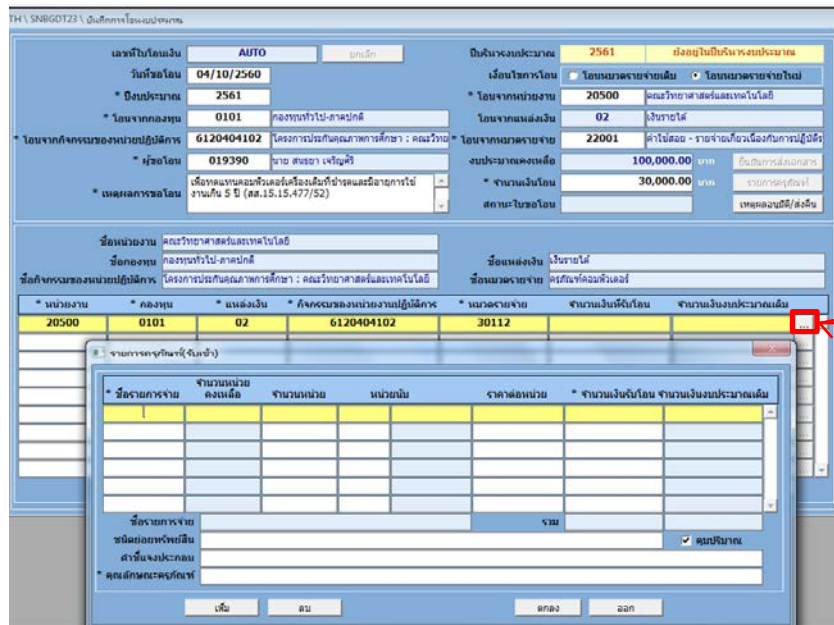 TH \ SNBGDT23 \ บันทึกการโอนงบประมาณ
เลขที่ใบโอนเงิน AUTO ยกเลิก ปีบริหารงบประมาณ 2561 ยังอยู่ในปีบริหารงบประมาณ
วันที่ขอโอน 04/10/2560 เงื่อนไขการโอน โอนหมวดรายจ่ายเดิม โอนหมวดรายจ่ายใหม่
* ปีงบประมาณ 2561 * โอนจากหน่วยงาน 20500 คณะวิทยาศาสตร์และเทคโนโลยี
* โอนจากกองทุน 0101 กองทุนทั่วไป-ภาคปกติ โอนจากแหล่งเงิน 02 เงินรายได้
* โอนจากกิจกรรมของหน่วยปฏิบัติการ 6120404102 โครงการประกันคุณภาพการศึกษา : คณะวิทย * โอนจากหมวดรายจ่าย 22001 ค่าใช้สอย - รายจ่ายเกี่ยวเนื่องกับการปฏิบัติร
* ผู้ขอโอน 019390 นาย สนธยา เจริญศิริ งบประมาณคงเหลือ 100,000.00 บาท ยืนยันการส่งเอกสาร
* เหตุผลการขอโอน เพื่อทดแทนคอมพิวเตอร์เครื่องเดิมที่ชำรุดและมีอายุการใช้ * จำนวนเงินโอน 30,000.00 บาท รายการครุภัณฑ์
งานเกิน 5 ปี (สส.15.15.477/52) สถานะใบขอโอน เหตุผลอนุมัติ/ส่งคืน
ชื่อหน่วยงาน คณะวิทยาศาสตร์และเทคโนโลยี
ชื่อกองทุน กองทุนทั่วไป-ภาคปกติ ชื่อแหล่งเงิน เงินรายได้
ชื่อกิจกรรมของหน่วยปฏิบัติการ โครงการประกันคุณภาพการศึกษา : คณะวิทยาศาสตร์และเทคโนโลยี ชื่อหมวดรายจ่าย ครุภัณฑ์คอมพิวเตอร์
* หน่วยงาน * กองทุน * แหล่งเงิน * กิจกรรมของหน่วยงานปฏิบัติการ * หมวดรายจ่าย จำนวนเงินที่รับโอน จำนวนเงินงบประมาณเดิม
20500 0101 02 6120404102 30112 ...
รายการครุภัณฑ์(รับเข้า)
* ชื่อรายการจ่าย จำนวนหน่วย คงเหลือ จำนวนหน่วย หน่วยนับ ราคาต่อหน่วย * จำนวนเงินรับโอน จำนวนเงินงบประมาณเดิม
ชื่อรายการจ่าย รวม
ชนิดย่อยทรัพย์สิน คุมปริมาณ
คำชี้แจงประกอบ
* คุณลักษณะครุภัณฑ์
เพิ่ม ลบ ตกลง ออก